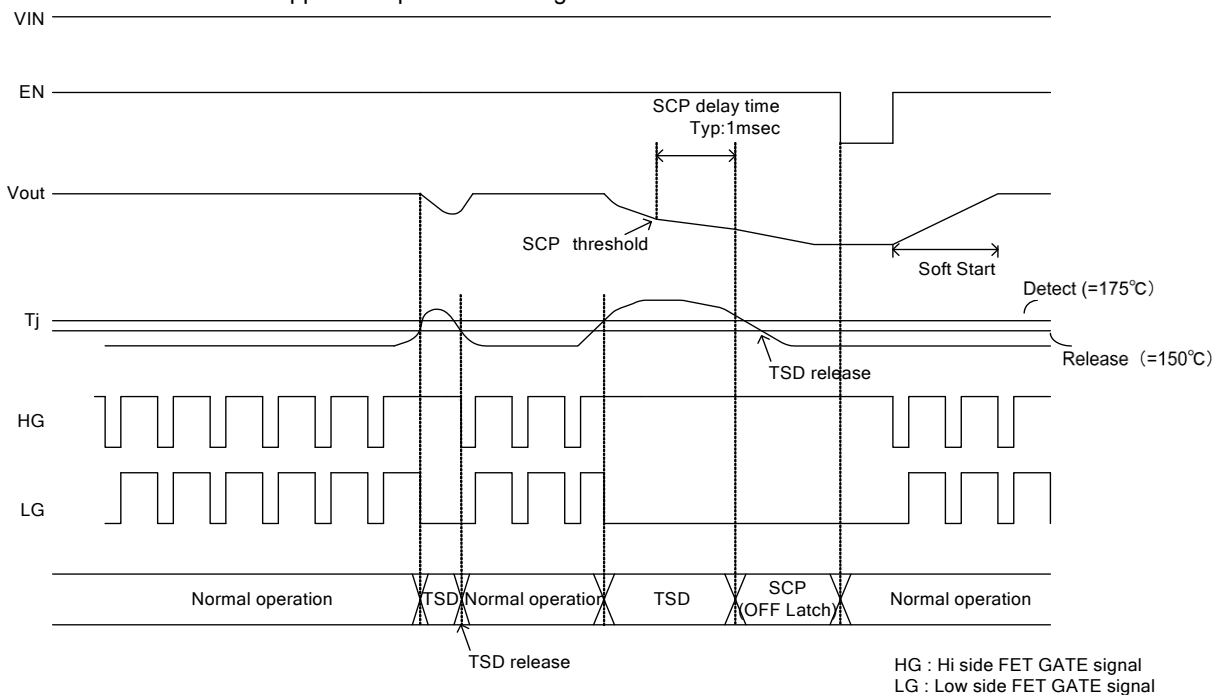 VIN
EN
SCP delay time
Typ:1msec
Vout
SCP threshold
Soft Start
Detect (=175℃)
Tj
Release (=150℃)
TSD release
HG
LG
Normal operation
TSD
Normal operation
TSD
SCP
(OFF Latch)
Normal operation
TSD release
HG : Hi side FET GATE signal
LG : Low side FET GATE signal